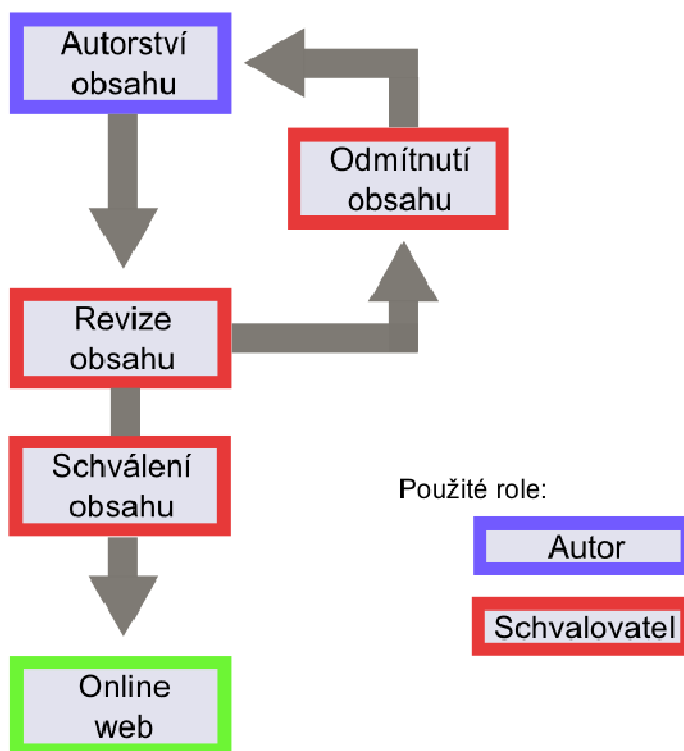 Autorství
obsahu
Odmítnutí
obsahu
Revize
obsahu
Schválení
obsahu
Použité role:
Autor
Schvalovatel
Online
web